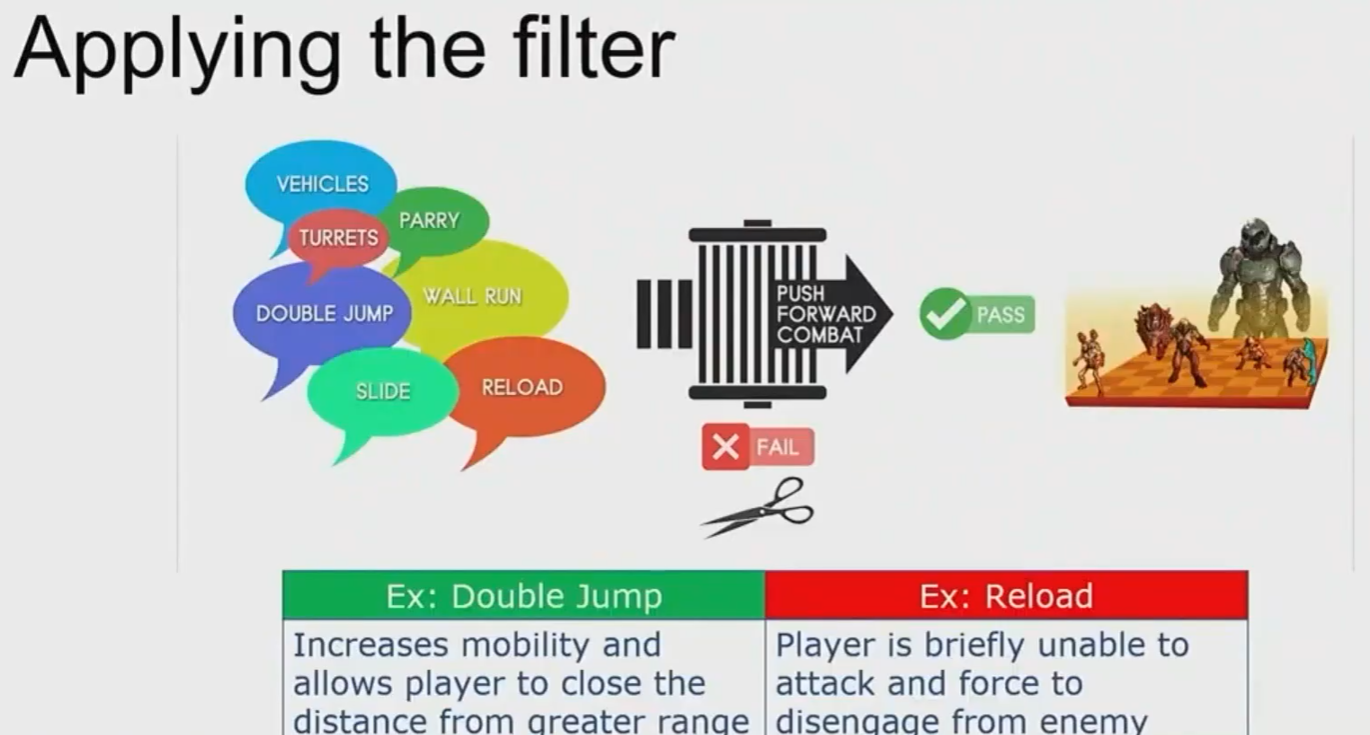 Applying the filter
VEHICLES
PARRY
TURRETS
WALL RUN
DOUBLE JUMP
SLIDE
RELOAD
PUSH
FORWARD
COMBAT
PASS
FAIL
Ex: Double Jump
Increases mobility and
allows player to close the
distance from greater range
Ex: Reload
Player is briefly unable to
attack and force to
disengage from enemy